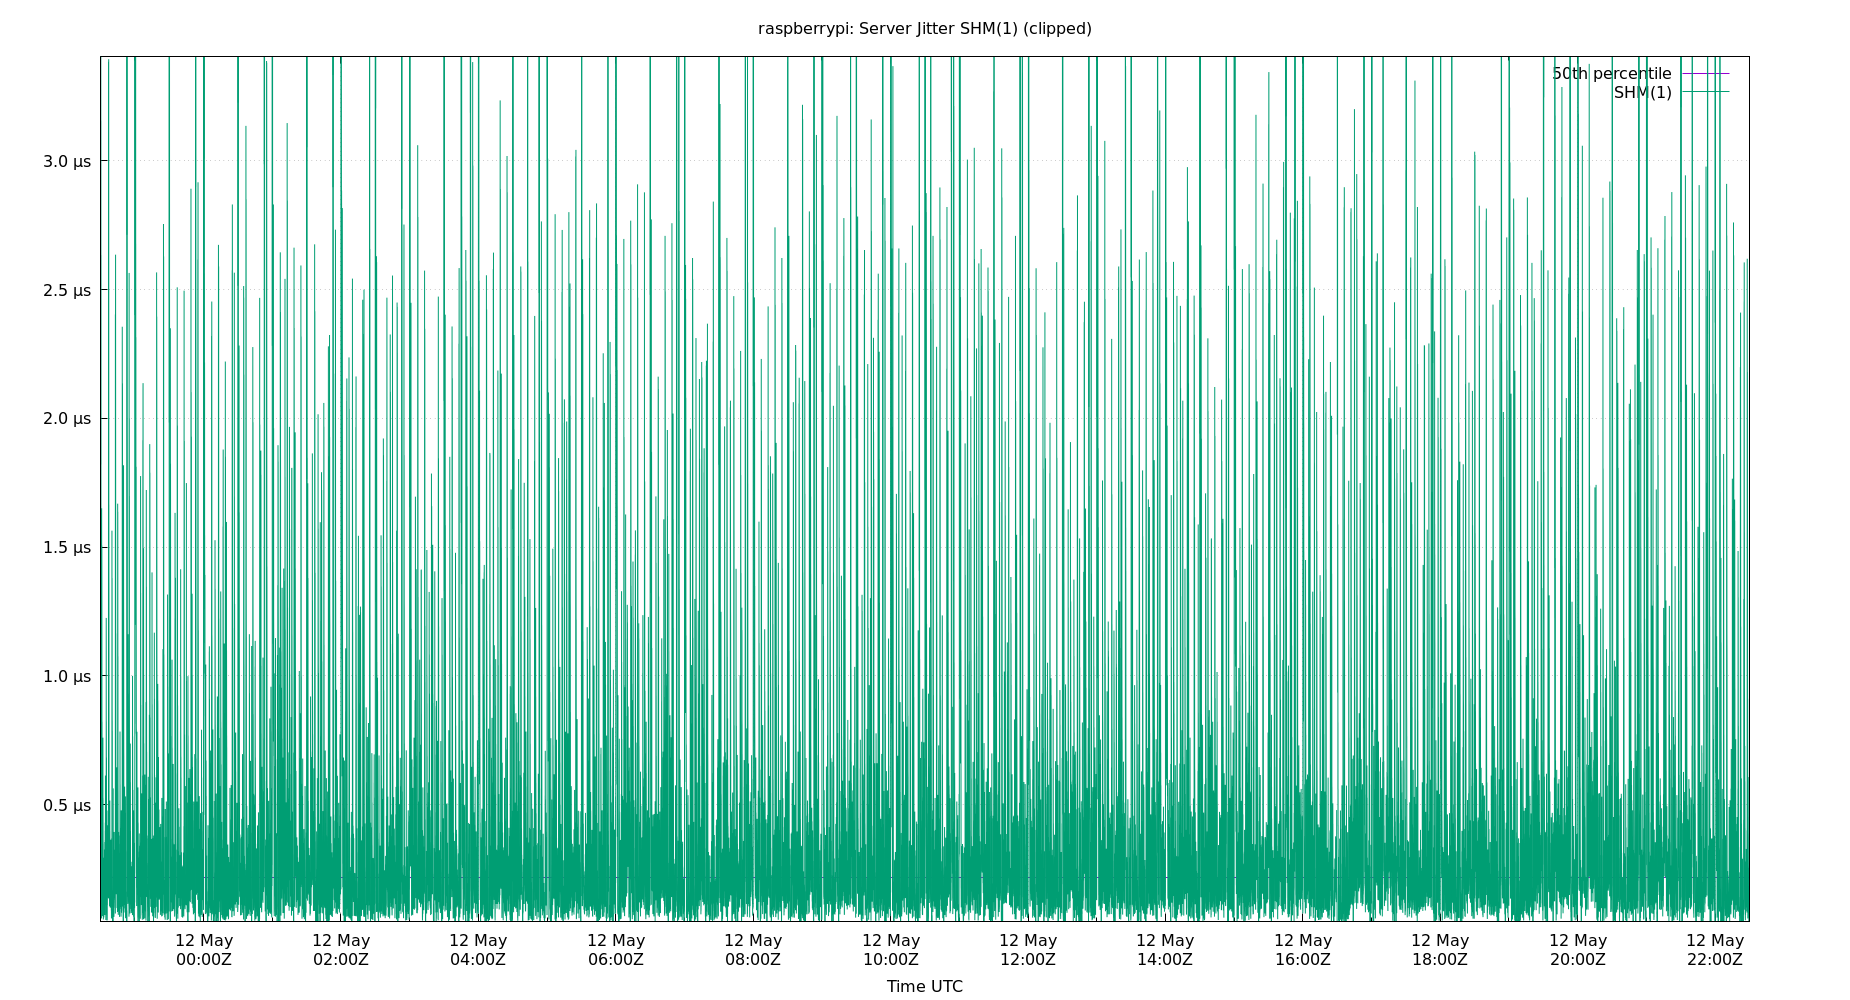 raspberrypi: Server Jitter SHM(1) (clipped)
50th percentile
SHM(1)
3.0 µs
2.5 µs
2.0 µs
1.5 µs
1.0 µs
0.5 µs
12 May 12 May 12 May 12 May 12 May 12 May 12 May 12 May 12 May 12 May 12 May 12 May
00:00Z 02:00Z 04:00Z 06:00Z 08:00Z 10:00Z 12:00Z 14:00Z 16:00Z 18:00Z 20:00Z 22:00Z
Time UTC